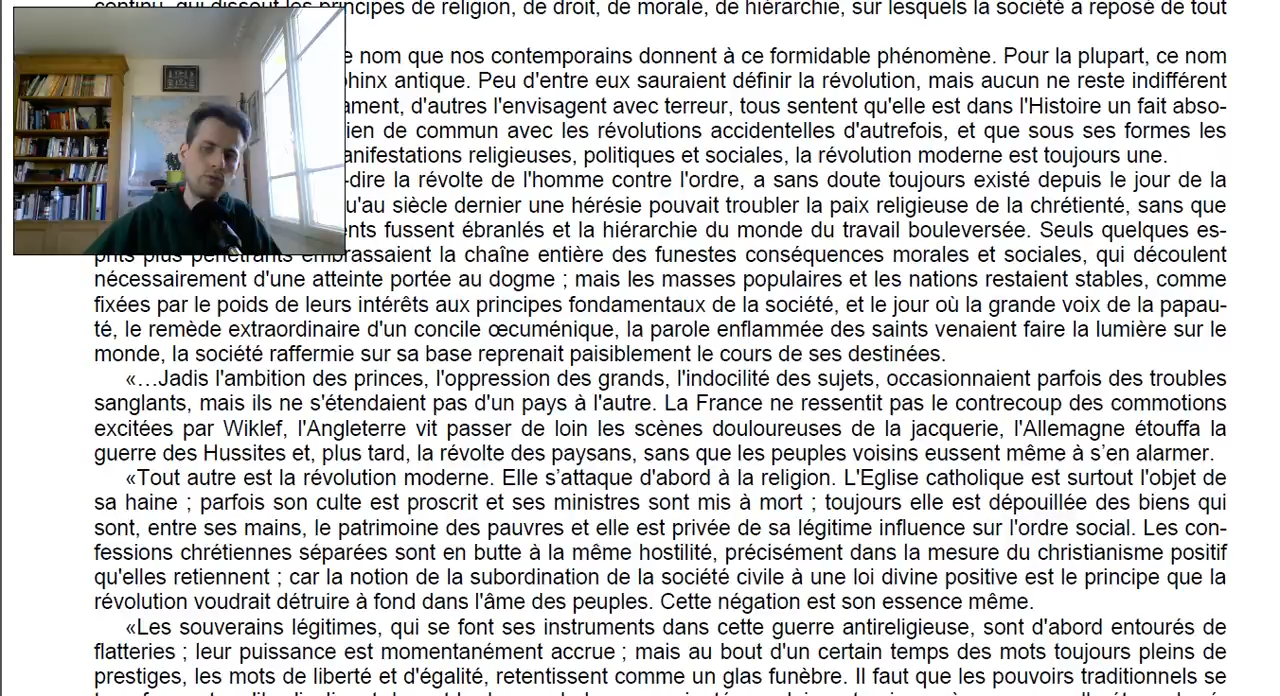 continu, qui dissout les principes de religion, de droit, de morale, de hiérarchie, sur lesquels la société a reposé de tout
e nom que nos contemporains donnent à ce formidable phénomène. Pour la plupart, ce nom
phinx antique. Peu d'entre eux sauraient définir la révolution, mais aucun ne reste indifférent
ament, d'autres l'envisagent avec terreur, tous sentent qu'elle est dans l'Histoire un fait abso-
ien de commun avec les révolutions accidentelles d'autrefois, et que sous ses formes les
anifestations religieuses, politiques et sociales, la révolution moderne est toujours une.
-dire la révolte de l'homme contre l'ordre, a sans doute toujours existé depuis le jour de la
u'au siècle dernier une hérésie pouvait troubler la paix religieuse de la chrétienté, sans que
ents fussent ébranlés et la hiérarchie du monde du travail bouleversée. Seuls quelques es-
prits plus pénétrants embrassaient la chaîne entière des funestes conséquences morales et sociales, qui découlent
nécessairement d'une atteinte portée au dogme ; mais les masses populaires et les nations restaient stables, comme
fixées par le poids de leurs intérêts aux principes fondamentaux de la société, et le jour où la grande voix de la papau-
té, le remède extraordinaire d'un concile œcuménique, la parole enflammée des saints venaient faire la lumière sur le
monde, la société raffermie sur sa base reprenait paisiblement le cours de ses destinées.
«…Jadis l'ambition des princes, l'oppression des grands, l'indocilité des sujets, occasionnaient parfois des troubles
sanglants, mais ils ne s'étendaient pas d'un pays à l'autre. La France ne ressentit pas le contrecoup des commotions
excitées par Wiklef, l'Angleterre vit passer de loin les scènes douloureuses de la jacquerie, l'Allemagne étouffa la
guerre des Hussites et, plus tard, la révolte des paysans, sans que les peuples voisins eussent même à s'en alarmer.
«Tout autre est la révolution moderne. Elle s'attaque d'abord à la religion. L'Eglise catholique est surtout l'objet de
sa haine ; parfois son culte est proscrit et ses ministres sont mis à mort ; toujours elle est dépouillée des biens qui
sont, entre ses mains, le patrimoine des pauvres et elle est privée de sa légitime influence sur l'ordre social. Les con-
fessions chrétiennes séparées sont en butte à la même hostilité, précisément dans la mesure du christianisme positif
qu'elles retiennent ; car la notion de la subordination de la société civile à une loi divine positive est le principe que la
révolution voudrait détruire à fond dans l'âme des peuples. Cette négation est son essence même.
«Les souverains légitimes, qui se font ses instruments dans cette guerre antireligieuse, sont d'abord entourés de
flatteries ; leur puissance est momentanément accrue ; mais au bout d'un certain temps des mots toujours pleins de
prestiges, les mots de liberté et d'égalité, retentissent comme un glas funèbre. Il faut que les pouvoirs traditionnels se